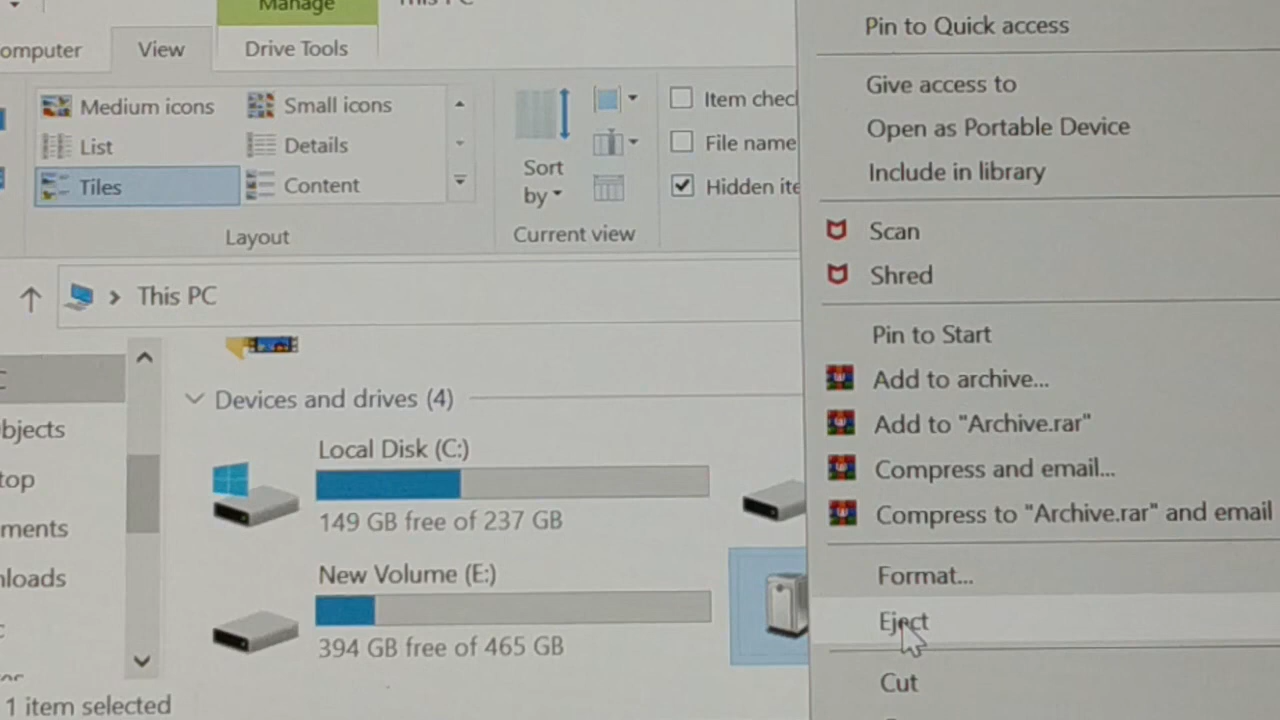 Manage
This PC
omputer
View
Drive Tools
Medium icons
Small icons
List
Details
Tiles
Content
Layout
Sort
by
Current view
Item chec
File name
Hidden ite
This PC
bjects
top
ments
nloads
Devices and drives (4)
Local Disk (C:)
149 GB free of 237 GB
New Volume (E:)
394 GB free of 465 GB
1 item selected
Pin to Quick access
Give access to
Open as Portable Device
Include in library
Scan
Shred
Pin to Start
Add to archive...
Add to "Archive.rar"
Compress and email...
Compress to "Archive.rar" and email
Format...
Eject
Cut